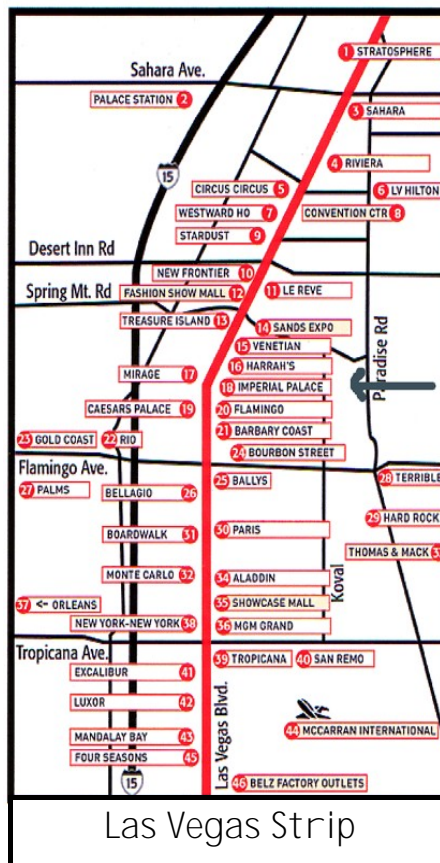 1 STRATOSPHERE
Sahara Ave.
PALACE STATION 2
3 SAHARA
15
4 RIVIERA
CIRCUS CIRCUS 5
6 LV HILTON
WESTWARD HO 7
CONVENTION CTR 8
STARDUST 9
Desert Inn Rd
NEW FRONTIER 10
Spring Mt. Rd
FASHION SHOW MALL 12
11 LE REVE
TREASURE ISLAND 13
14 SANDS EXPO
15 VENETIAN
16 HARRAH'S
MIRAGE 17
18 IMPERIAL PALACE
Paradise Rd
CAESARS PALACE 19
20 FLAMINGO
21 BARBARY COAST
23 GOLD COAST
22 RIO
24 BOURBON STREET
Flamingo Ave.
25 BALLYS
28 TERRIBLE
27 PALMS
BELLAGIO 26
29 HARD ROCK
BOARDWALK 31
30 PARIS
THOMAS & MACK 3
MONTE CARLO 32
34 ALADDIN
Koval
37 <- ORLEANS
35 SHOWCASE MALL
NEW YORK-NEW YORK 38
36 MGM GRAND
Tropicana Ave.
39 TROPICANA
40 SAN REMO
EXCALIBUR 41
LUXOR 42
Las Vegas Blvd.
44 MCCARRAN INTERNATIONAL
MANDALAY BAY 43
FOUR SEASONS 45
15
46 BELZ FACTORY OUTLETS
Las Vegas Strip